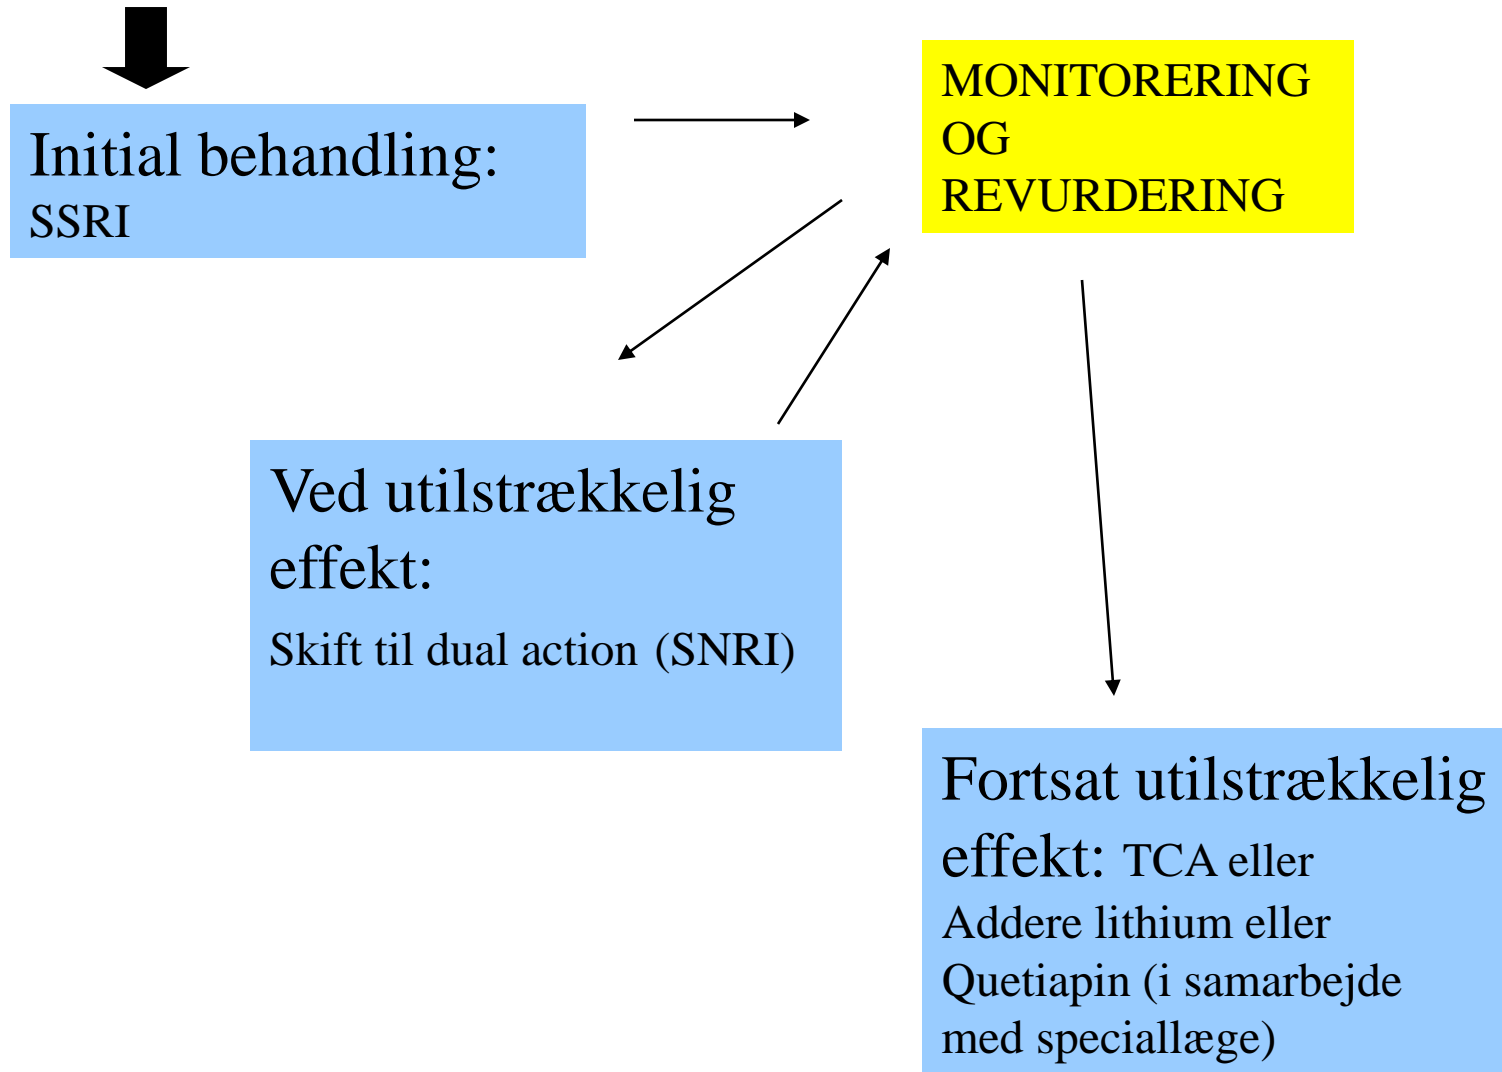 Initial behandling:
SSRI
MONITORERING
OG
REVURDERING
Ved utilstrækkelig
effekt:
Skift til dual action (SNRI)
Fortsat utilstrækkelig
effekt: TCA eller
Addere lithium eller
Quetiapin (i samarbejde
med speciallæge)